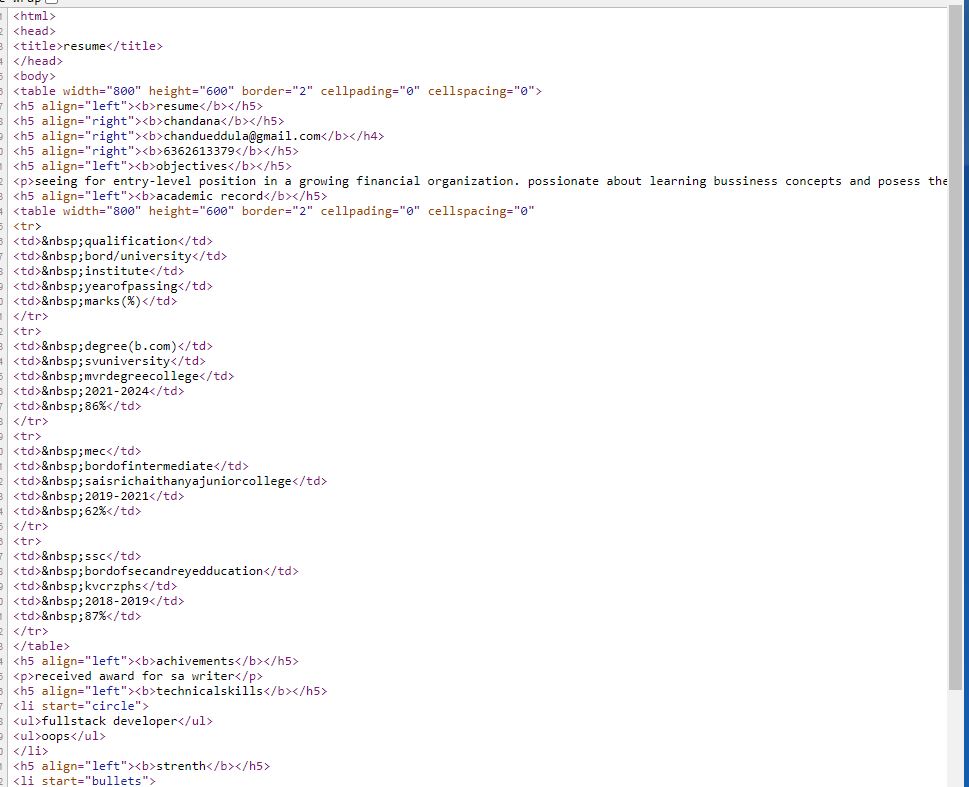 <html>
<head>
<title>resume</title>
</head>
<body>
<table width="800" height="600" border="2" cellpading="0" cellspacing="0">
<h5 align="left"><b>resume</b></h5>
<h5 align="right"><b>chandana</b></h5>
<h5 align="right"><b>chandueddula@gmail.com</b></h4>
<h5 align="right"><b>6362613379</b></h5>
<h5 align="left"><b>objectives</b></h5>
<p>seeing for entry-level position in a growing financial organization. possionate about learning bussiness concepts and posess the
<h5 align="left"><b>academic record</b></h5>
<table width="800" height="600" border="2" cellpading="0" cellspacing="0"
<tr>
<td>&nbsp;qualification</td>
<td>&nbsp;bord/university</td>
<td>&nbsp;institute</td>
<td>&nbsp;yearofpassing</td>
<td>&nbsp;marks(%)</td>
</tr>
<tr>
<td>&nbsp;degree(b.com)</td>
<td>&nbsp;svuniversity</td>
<td>&nbsp;mvrdegreecollege</td>
<td>&nbsp;2021-2024</td>
<td>&nbsp;86%</td>
</tr>
<tr>
<td>&nbsp;mec</td>
<td>&nbsp;bordofintermediate</td>
<td>&nbsp;saisrichaithanyajuniorcollege</td>
<td>&nbsp;2019-2021</td>
<td>&nbsp;62%</td>
</tr>
<tr>
<td>&nbsp;ssc</td>
<td>&nbsp;bordofsecandreyedducation</td>
<td>&nbsp;kvcrzphs</td>
<td>&nbsp;2018-2019</td>
<td>&nbsp;87%</td>
</tr>
</table>
<h5 align="left"><b>achivements</b></h5>
<p>received award for sa writer</p>
<h5 align="left"><b>technicalskills</b></h5>
<li start="circle">
<ul>fullstack developer</ul>
<ul>oops</ul>
</li>
<h5 align="left"><b>strenth</b></h5>
<li start="bullets">